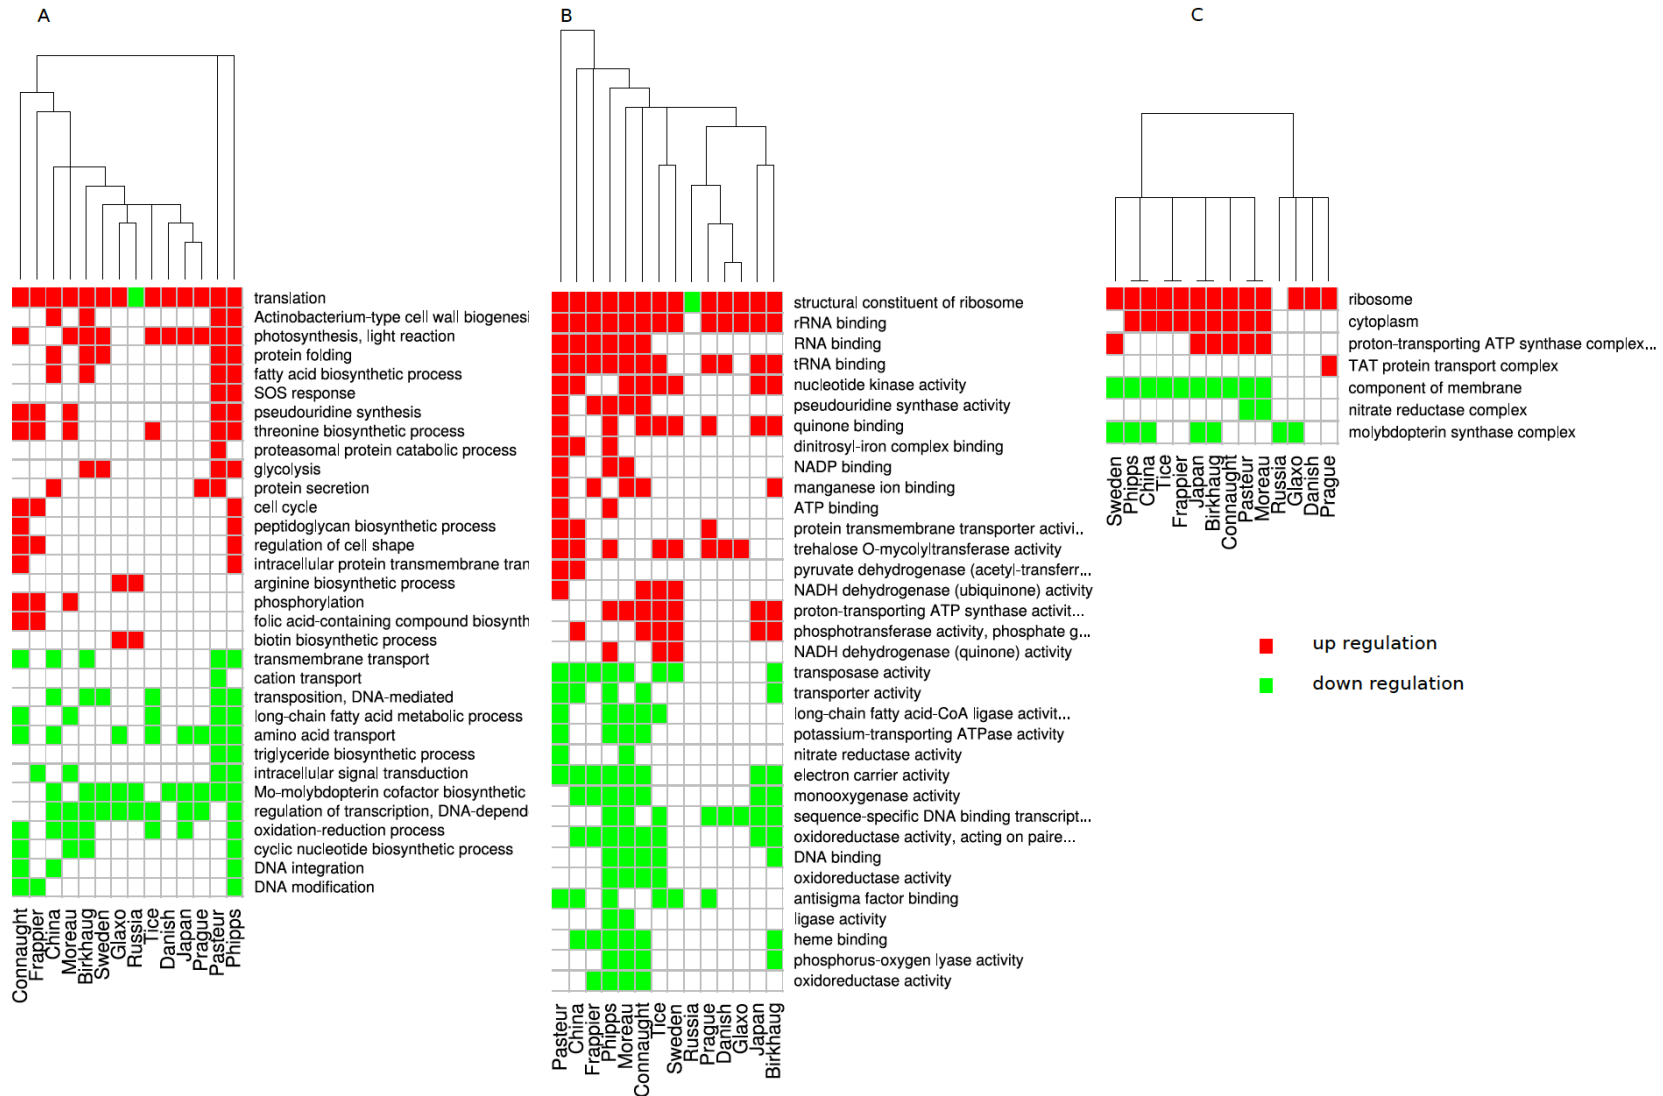 A
B
C
translation
Actinobacterium-type cell wall biogenesi
photosynthesis, light reaction
protein folding
fatty acid biosynthetic process
SOS response
pseudouridine synthesis
threonine biosynthetic process
proteasomal protein catabolic process
glycolysis
protein secretion
cell cycle
peptidoglycan biosynthetic process
regulation of cell shape
intracellular protein transmembrane tran
arginine biosynthetic process
phosphorylation
folic acid-containing compound biosynth
biotin biosynthetic process
transmembrane transport
cation transport
transposition, DNA-mediated
long-chain fatty acid metabolic process
amino acid transport
triglyceride biosynthetic process
intracellular signal transduction
Mo-molybdopterin cofactor biosynthetic
regulation of transcription, DNA-depend
oxidation-reduction process
cyclic nucleotide biosynthetic process
DNA integration
DNA modification
Connaught
Frappier
China
Moreau
Birkhaug
Sweden
Glaxo
Russia
Tice
Danish
Japan
Prague
Pasteur
Phipps
structural constituent of ribosome
rRNA binding
RNA binding
tRNA binding
nucleotide kinase activity
pseudouridine synthase activity
quinone binding
dinitrosyl-iron complex binding
NADP binding
manganese ion binding
ATP binding
protein transmembrane transporter activi..
trehalose O-mycolyltransferase activity
pyruvate dehydrogenase (acetyl-transferr...
NADH dehydrogenase (ubiquinone) activity
proton-transporting ATP synthase activit...
phosphotransferase activity, phosphate g...
NADH dehydrogenase (quinone) activity
transposase activity
transporter activity
long-chain fatty acid-CoA ligase activit...
potassium-transporting ATPase activity
nitrate reductase activity
electron carrier activity
monooxygenase activity
sequence-specific DNA binding transcript...
oxidoreductase activity, acting on paire...
DNA binding
oxidoreductase activity
antisigma factor binding
ligase activity
heme binding
phosphorus-oxygen lyase activity
oxidoreductase activity
Pasteur
China
Frappier
Phipps
Moreau
Connaught
Tice
Sweden
Russia
Prague
Danish
Glaxo
Japan
Birkhaug
ribosome
cytoplasm
proton-transporting ATP synthase complex...
TAT protein transport complex
component of membrane
nitrate reductase complex
molybdopterin synthase complex
Sweden
Phipps
China
Tice
Frappier
Japan
Birkhaug
Connaught
Pasteur
Moreau
Russia
Glaxo
Danish
Prague
up regulation
down regulation